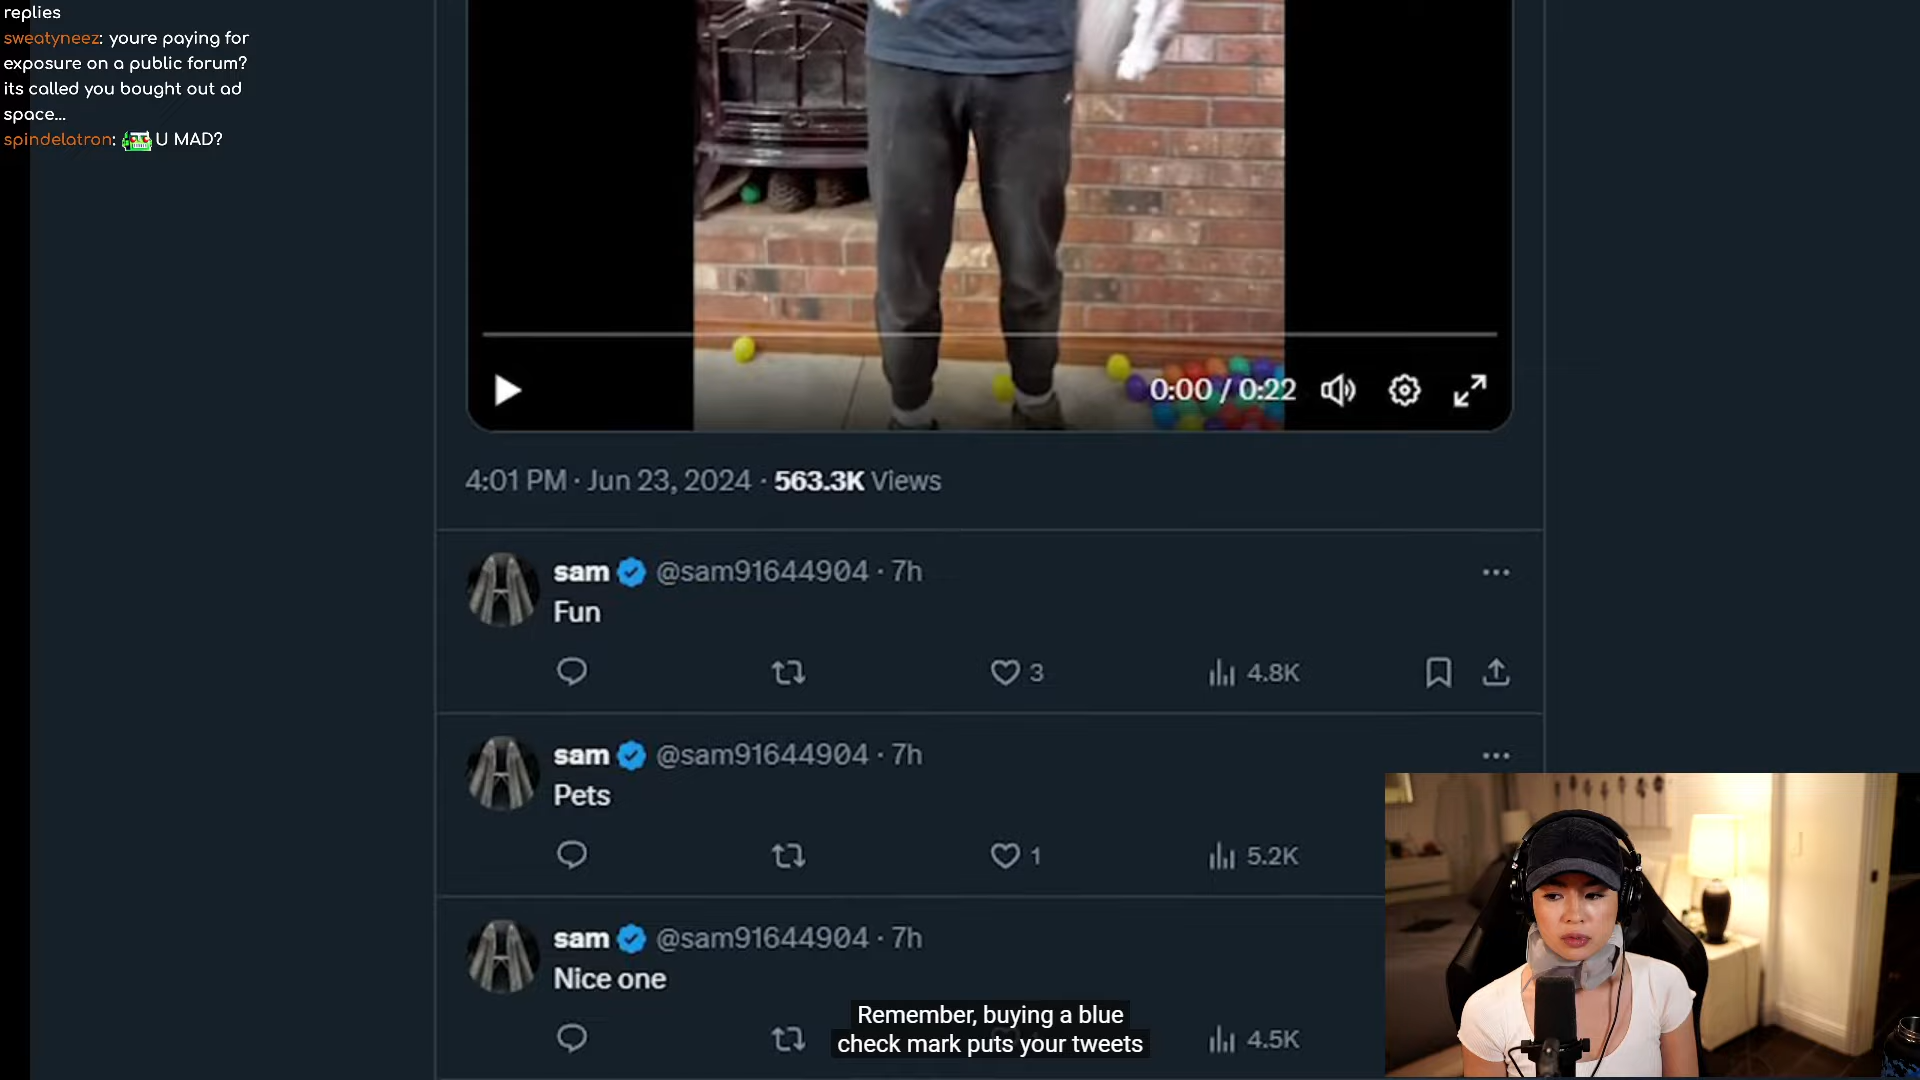 replies
sweatyneez: youre paying for
exposure on a public forum?
its called you bought out ad
space...
spindelatron: U MAD?
0:00 / 0:22
4:01 PM · Jun 23, 2024 · 563.3K Views
sam @sam91644904 · 7h
Fun
3 4.8K
sam @sam91644904 · 7h
Pets
1 5.2K
sam @sam91644904 · 7h
Nice one
4.5K
Remember, buying a blue
check mark puts your tweets